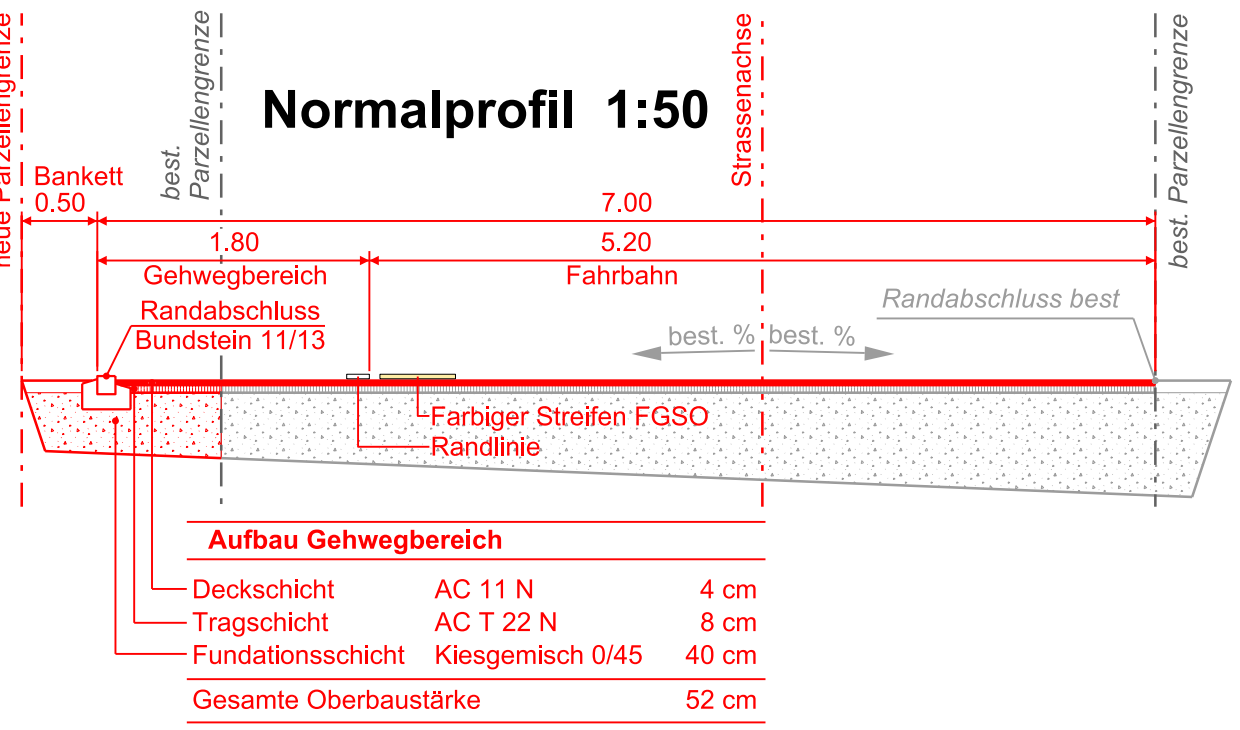 neue Parzellengrenze
best.
Parzellengrenze
Normalprofil 1:50
Strassenachse
best. Parzellengrenze
Bankett
0.50
7.00
1.80
5.20
Gehwegbereich
Fahrbahn
Randabschluss
Bundstein 11/13
Randabschluss best
best. %
best. %
Farbiger Streifen FGSO
Randlinie
Aufbau Gehwegbereich
Deckschicht AC 11 N 4 cm
Tragschicht AC T 22 N 8 cm
Fundationsschicht Kiesgemisch 0/45 40 cm
Gesamte Oberbaustärke 52 cm